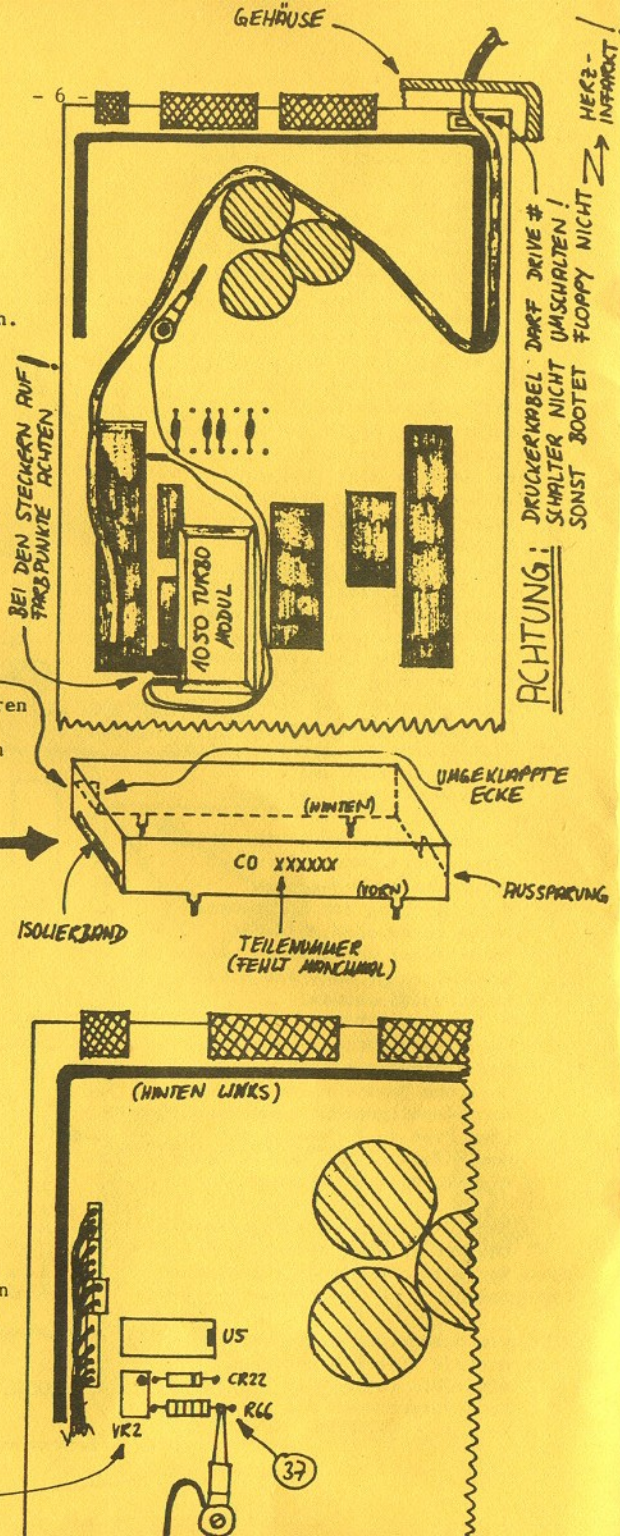 GEHÄUSE
- 6 -
n.
BEI DEN STECKERN AUF
FARBPUNKTE ACHTEN!
1050 TURBO
MODUL
ACHTUNG: DRUCKERKABEL DARF DRIVE #
SCHALTER NICHT UMSCHALTEN!
SONST BOOTET FLOPPY NICHT → HERZ-
INFFARKT!
ren
n
UMGEKLAPPTE
ECKE
(HINTEN)
CO XXXXXX
(VORN)
AUSSPARUNG
ISOLIERBAND
TEILENUMMER
(FEHLT MANCHMAL)
(HINTEN LINKS)
n
U5
CR22
R66
VR2
37